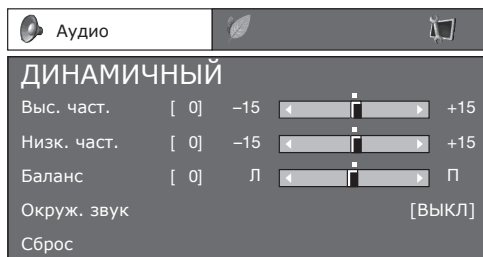 Аудио
ДИНАМИЧНЫЙ
Выс. част. [ 0] –15 +15
Низк. част. [ 0] –15 +15
Баланс [ 0] Л П
Окруж. звук [ВЫКЛ]
Сброс